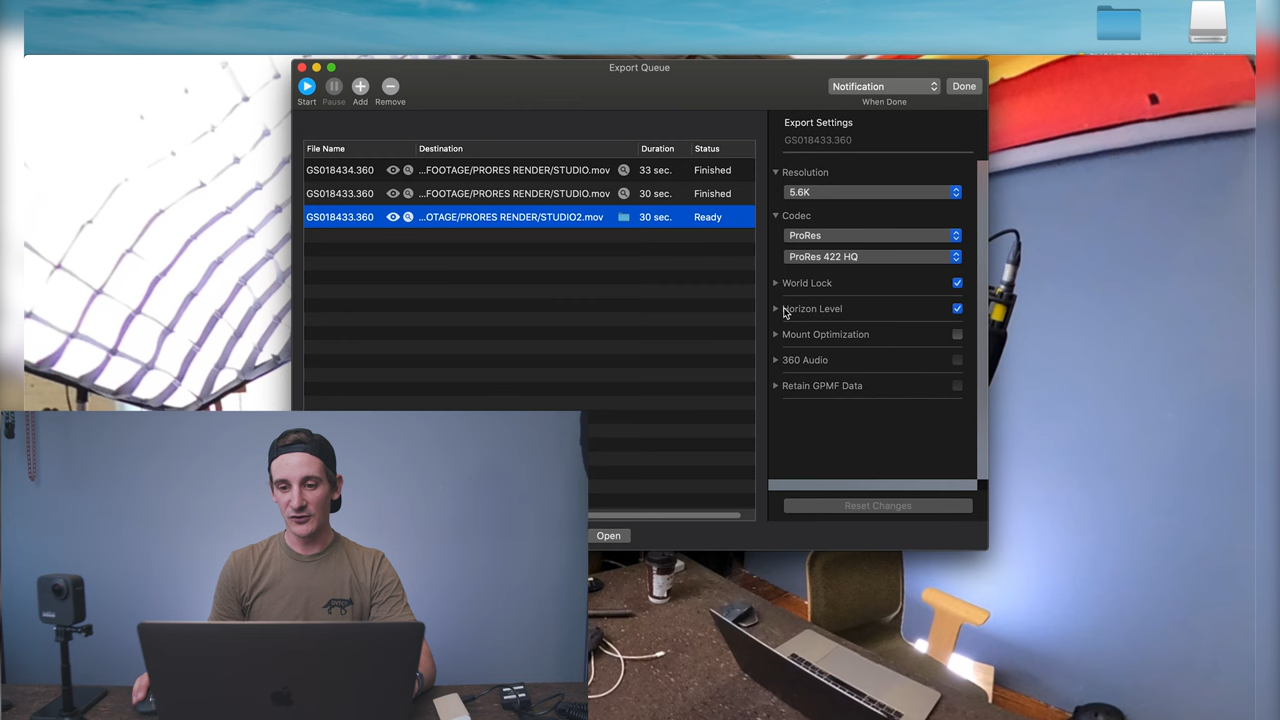 Export Queue
Start Pause Add Remove
Notification
When Done
Done
File Name Destination Duration Status
GS018434.360 ...FOOTAGE/PRORES RENDER/STUDIO.mov 33 sec. Finished
GS018433.360 ...FOOTAGE/PRORES RENDER/STUDIO.mov 30 sec. Finished
GS018433.360 ...OTAGE/PRORES RENDER/STUDIO2.mov 30 sec. Ready
Open
Export Settings
GS018433.360
Resolution
5.6K
Codec
ProRes
ProRes 422 HQ
World Lock
Horizon Level
Mount Optimization
360 Audio
Retain GPMF Data
Reset Changes